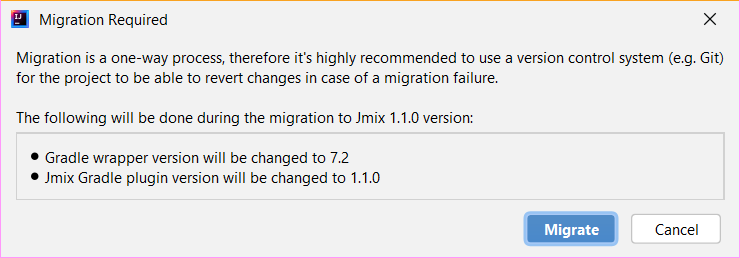 IJ
Migration Required
Migration is a one-way process, therefore it's highly recommended to use a version control system (e.g. Git)
for the project to be able to revert changes in case of a migration failure.
The following will be done during the migration to Jmix 1.1.0 version:
● Gradle wrapper version will be changed to 7.2
● Jmix Gradle plugin version will be changed to 1.1.0
Migrate
Cancel